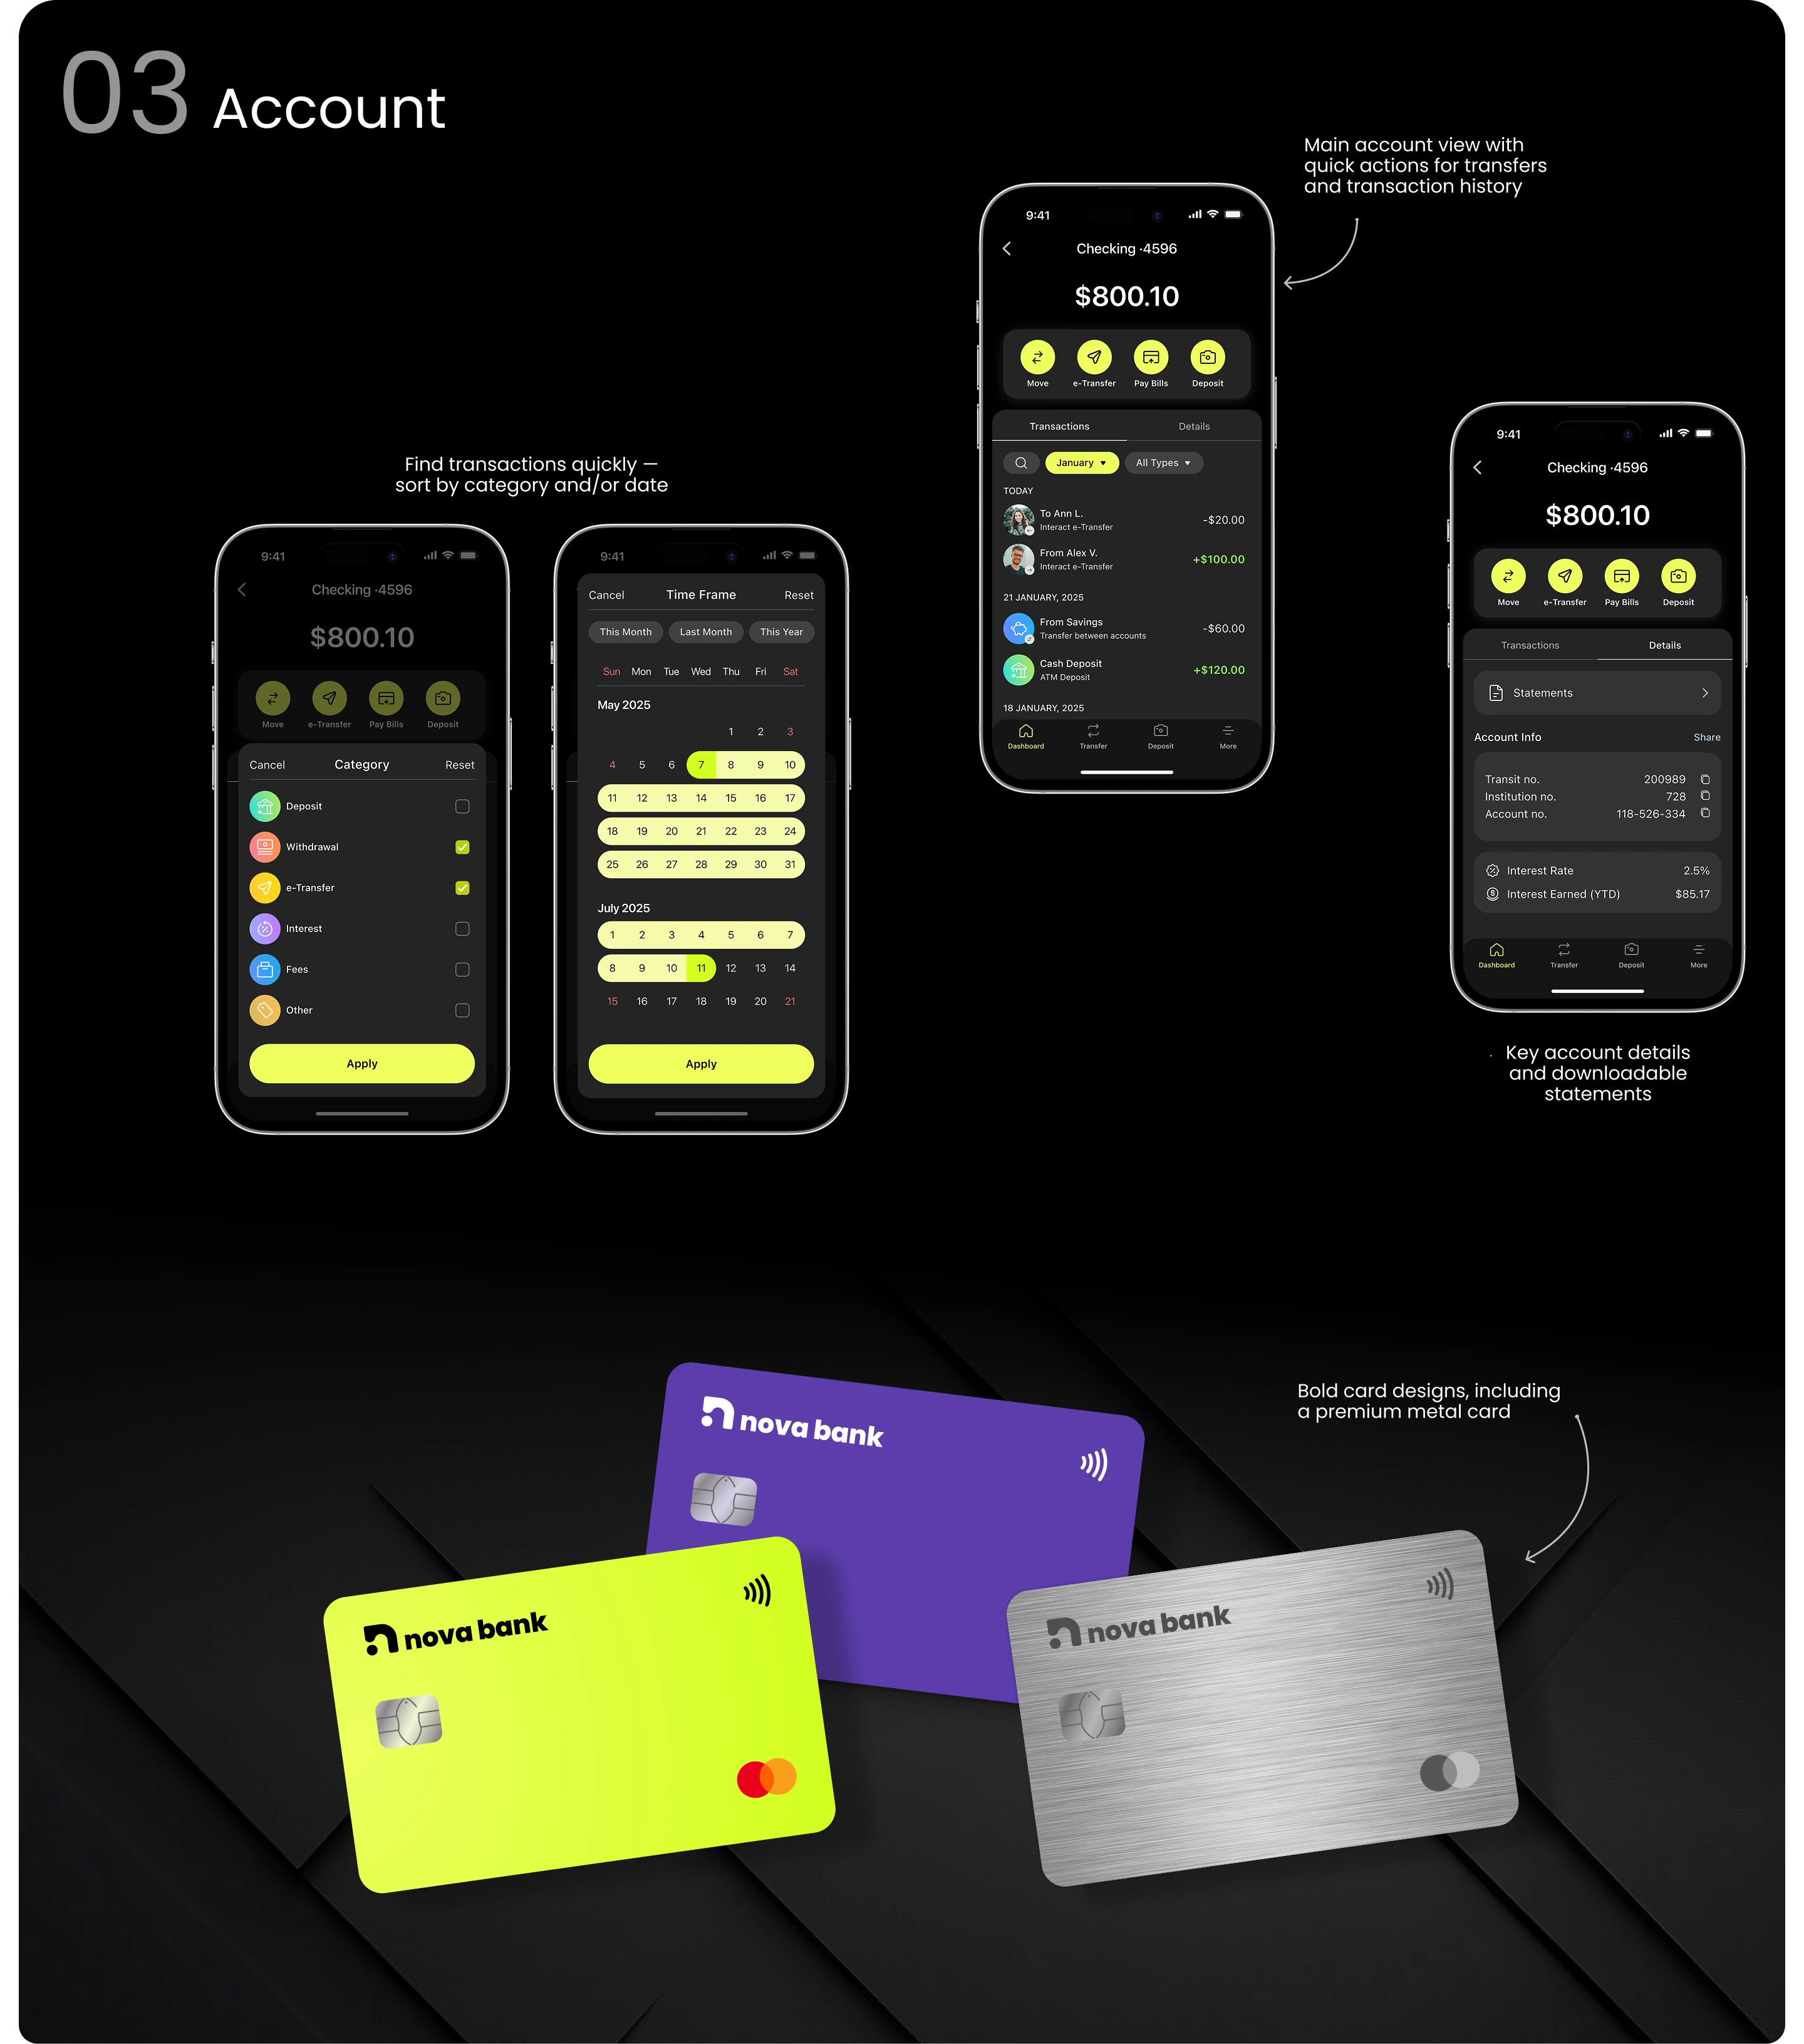 03 Account
Main account view with
quick actions for transfers
and transaction history
9:41
Checking ·4596
$800.10
Move e-Transfer Pay Bills Deposit
Transactions Details
January All Types
TODAY
To Ann L.
Interact e-Transfer
-$20.00
From Alex V.
Interact e-Transfer
+$100.00
21 JANUARY, 2025
From Savings
Transfer between accounts
-$60.00
Cash Deposit
ATM Deposit
+$120.00
18 JANUARY, 2025
Dashboard Transfer Deposit More
9:41
Checking ·4596
$800.10
Move e-Transfer Pay Bills Deposit
Transactions Details
Statements
Account Info Share
Transit no. 200989
Institution no. 728
Account no. 118-526-334
Interest Rate 2.5%
Interest Earned (YTD) $85.17
Dashboard Transfer Deposit More
Key account details
and downloadable
statements
Find transactions quickly —
sort by category and/or date
9:41
Checking ·4596
$800.10
Move e-Transfer Pay Bills Deposit
Cancel Category Reset
Deposit
Withdrawal
e-Transfer
Interest
Fees
Other
Apply
9:41
Cancel Time Frame Reset
This Month Last Month This Year
Sun Mon Tue Wed Thu Fri Sat
May 2025
1 2 3
4 5 6 7 8 9 10
11 12 13 14 15 16 17
18 19 20 21 22 23 24
25 26 27 28 29 30 31
July 2025
1 2 3 4 5 6 7
8 9 10 11 12 13 14
15 16 17 18 19 20 21
Apply
Bold card designs, including
a premium metal card
nova bank
nova bank
nova bank